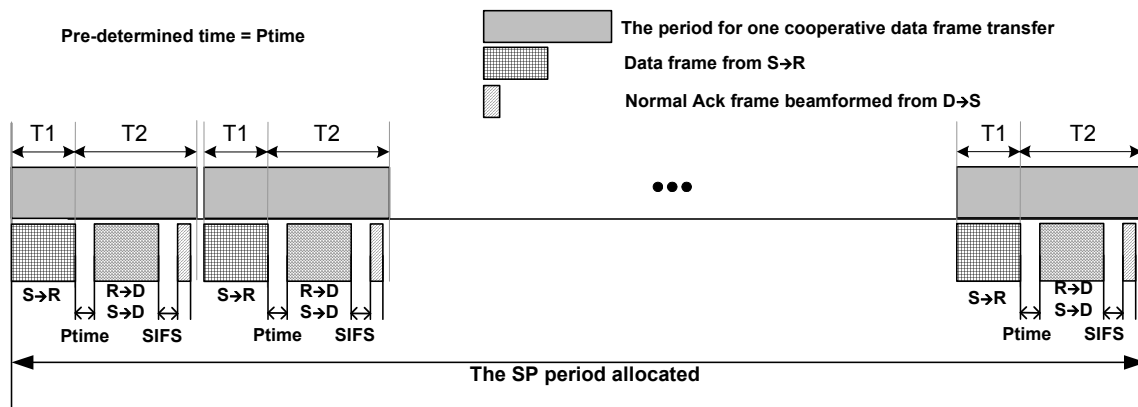 Pre-determined time = Ptime
The period for one cooperative data frame transfer
Data frame from S→R
Normal Ack frame beamformed from D→S
T1 T2 T1 T2 T1 T2
S→R R→D S→R R→D S→R R→D
S→D S→D S→D
Ptime SIFS Ptime SIFS Ptime SIFS
The SP period allocated